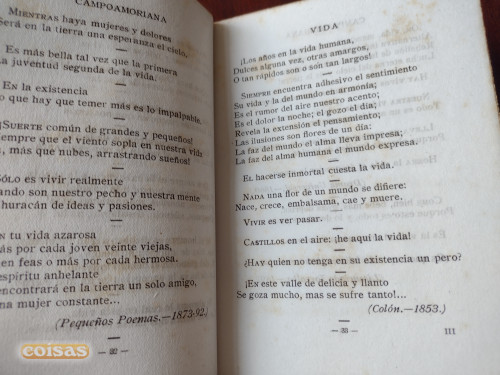 CAMPOAMORIANA
MIENTRAS haya mujeres y dolores
Será en la tierra una esperanza el cielo,
Es más bella tal vez que la primera
a juventud segunda de la vida.
EN la existencia
que hay que temer más es lo impalpable.
¡SUERTE común de grandes y pequeños!
empre que el viento sopla en nuestra vida
más que nubes, arrastrando sueños!
SÓLO es vivir realmente
ANDO son nuestro pecho y nuestra mente
huracán de ideas y pasiones.
EN tu vida azarosa
más por cada joven veinte viejas,
en feas o más por cada hermosa.
espíritu anhelante
encontrará en la tierra un solo amigo,
na mujer constante...
(Pequeños Poemas.—1873-92.)
coisas
VIDA
¡Los años en la vida humana,
Dulces alguna vez, otras amargos,
O tan rápidos son o son tan largos!
SIEMPRE encuentra adhesivo el sentimiento
Su vida y la del mundo en armonía;
Es el rumor del aire nuestro acento;
Es el dolor la noche; el gozo el día;
Revela la extensión el pensamiento;
Las ilusiones son flores de un día;
La faz del alma el mundo lleva impresa;
La faz del alma humana el mundo expresa.
EL hacerse inmortal cuesta la vida.
NADA una flor de un mundo se difiere:
Nace, crece, embalsama, cae y muere.
VIVIR es ver pasar.
CASTILLOS en el aire: ¡he aquí la vida!
¿HAY quien no tenga en su existencia un pero?
¡Es este valle de delicia y llanto
Se goza mucho, mas se sufre tanto!...
(Colón.—1853.)
III